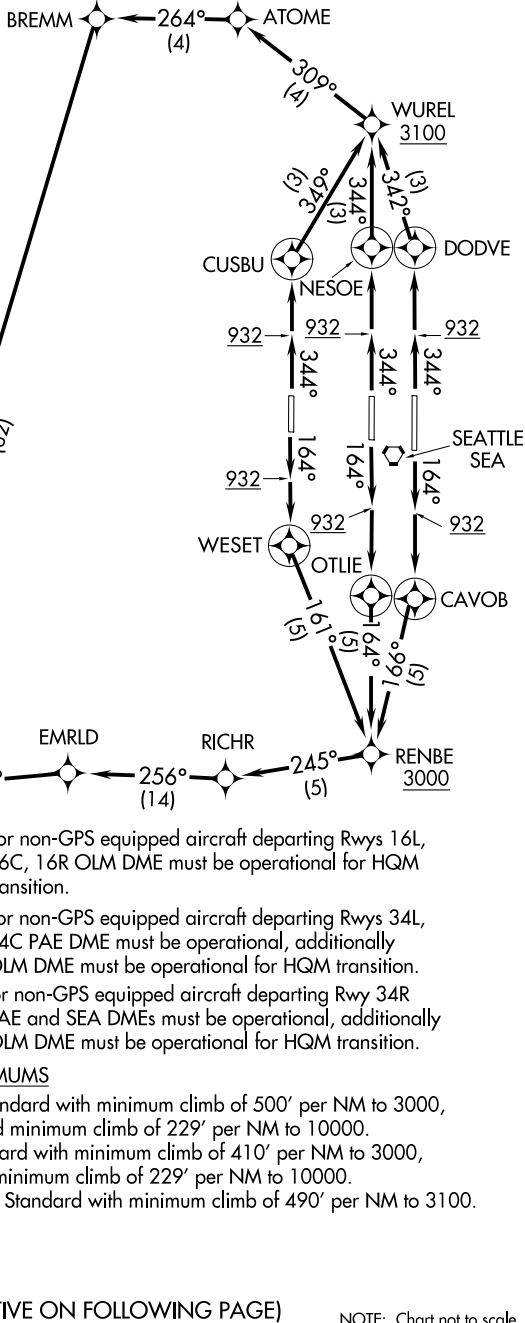 BREMM
264°
(4)
ATOME
309°
(4)
WUREL
3100
(3)
349°
(3)
344°
(3)
342°
CUSBU
NESOE
DODVE
932
932
932
344°
344°
344°
SEATTLE
SEA
164°
164°
164°
932
932
932
WESET
OTLIE
CAVOB
161°
(5)
(5)
164°
166°
(5)
EMRLD
RICHR
RENBE
3000
256°
(14)
245°
(5)
or non-GPS equipped aircraft departing Rwys 16L,
6C, 16R OLM DME must be operational for HQM
ansition.
or non-GPS equipped aircraft departing Rwys 34L,
4C PAE DME must be operational, additionally
OLM DME must be operational for HQM transition.
or non-GPS equipped aircraft departing Rwy 34R
AE and SEA DMEs must be operational, additionally
OLM DME must be operational for HQM transition.
MUMS
ndard with minimum climb of 500' per NM to 3000,
d minimum climb of 229' per NM to 10000.
ard with minimum climb of 410' per NM to 3000,
minimum climb of 229' per NM to 10000.
Standard with minimum climb of 490' per NM to 3100.
TIVE ON FOLLOWING PAGE)
NOTE: Chart not to scale